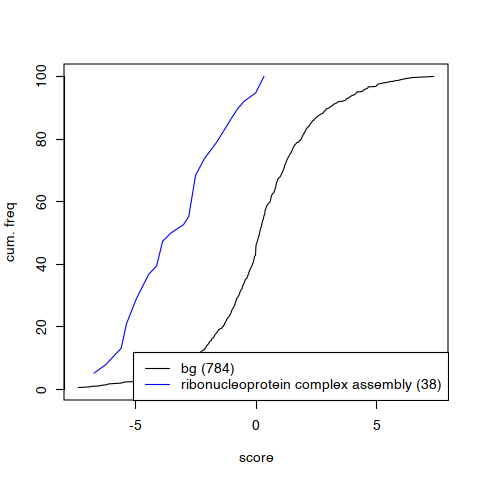 100
80
60
40
20
0
cum. freq
bg (784)
ribonucleoprotein complex assembly (38)
-5 0 5
score